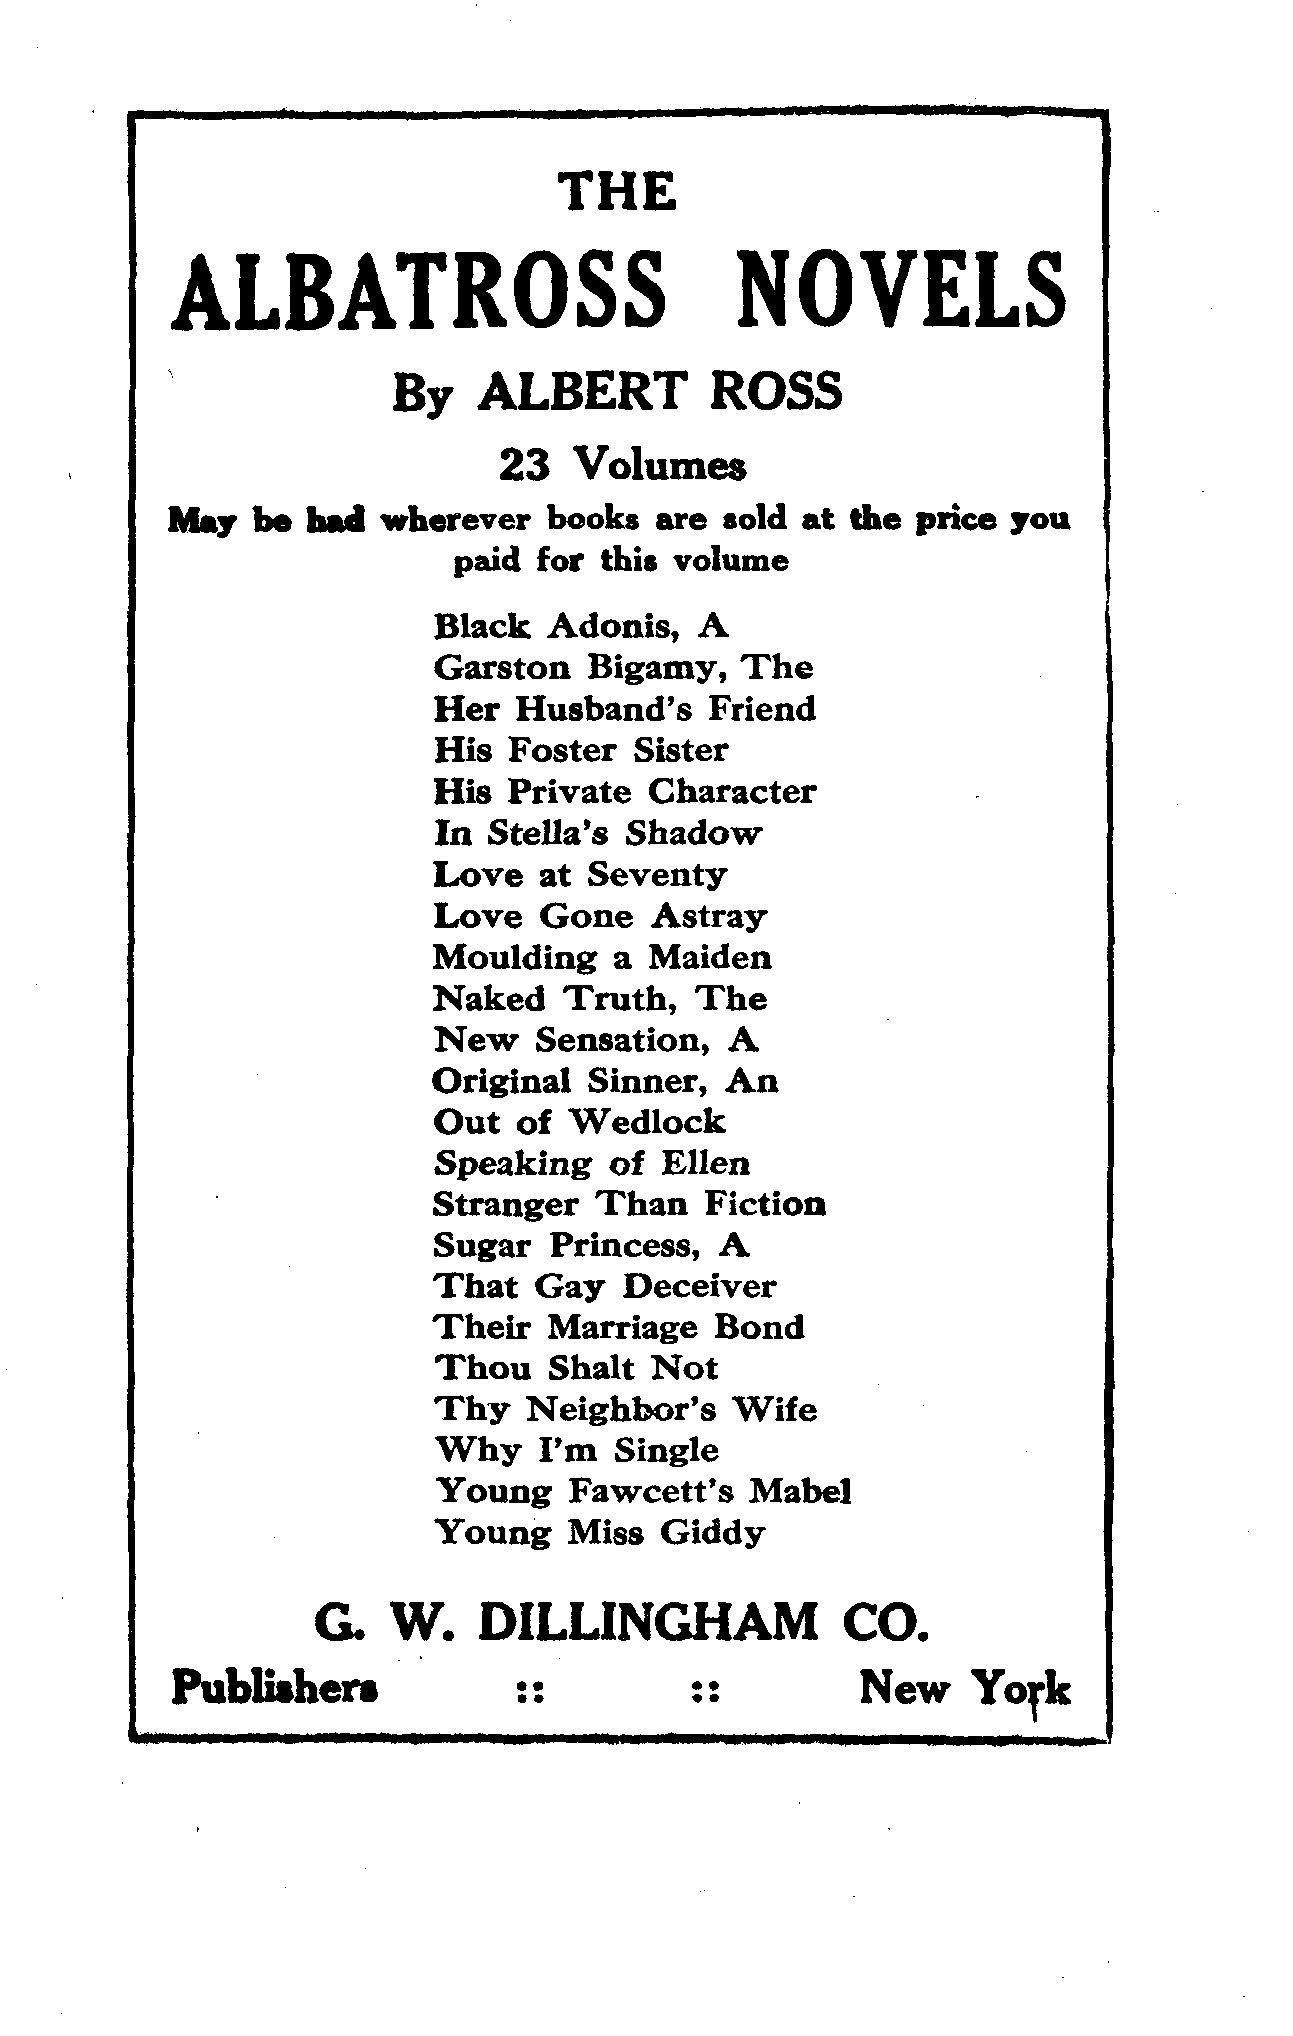 THE
ALBATROSS NOVELS
By ALBERT ROSS
23 Volumes
May be had wherever books are sold at the price you
paid for this volume
Black Adonis, A
Garston Bigamy, The
Her Husband's Friend
His Foster Sister
His Private Character
In Stella's Shadow
Love at Seventy
Love Gone Astray
Moulding a Maiden
Naked Truth, The
New Sensation, A
Original Sinner, An
Out of Wedlock
Speaking of Ellen
Stranger Than Fiction
Sugar Princess, A
That Gay Deceiver
Their Marriage Bond
Thou Shalt Not
Thy Neighbor's Wife
Why I'm Single
Young Fawcett's Mabel
Young Miss Giddy
G. W. DILLINGHAM CO.
Publishers :: :: New York